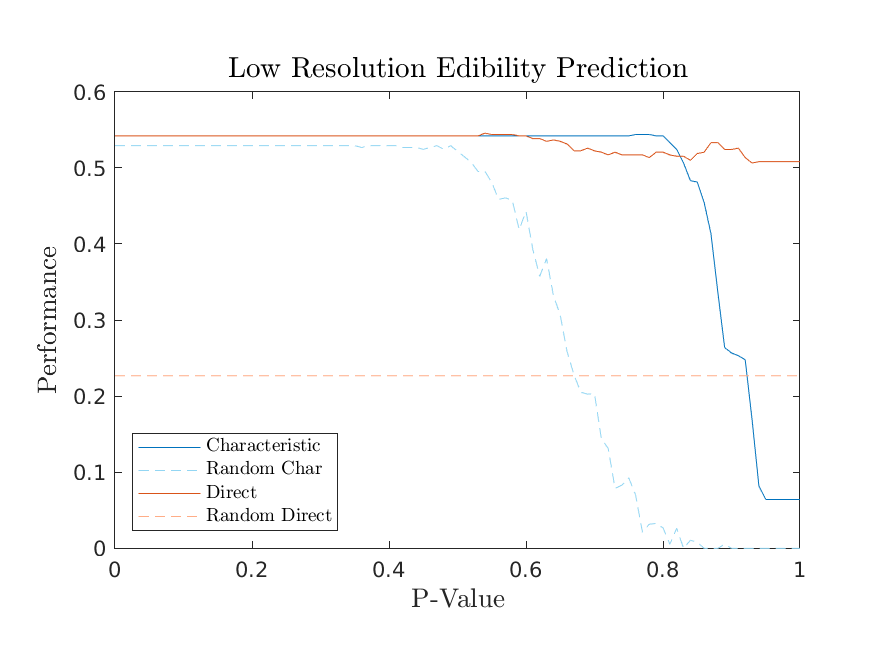 Low Resolution Edibility Prediction
0.6
0.5
0.4
0.3
0.2
0.1
0
Performance
Characteristic
Random Char
Direct
Random Direct
0 0.2 0.4 0.6 0.8 1
P-Value